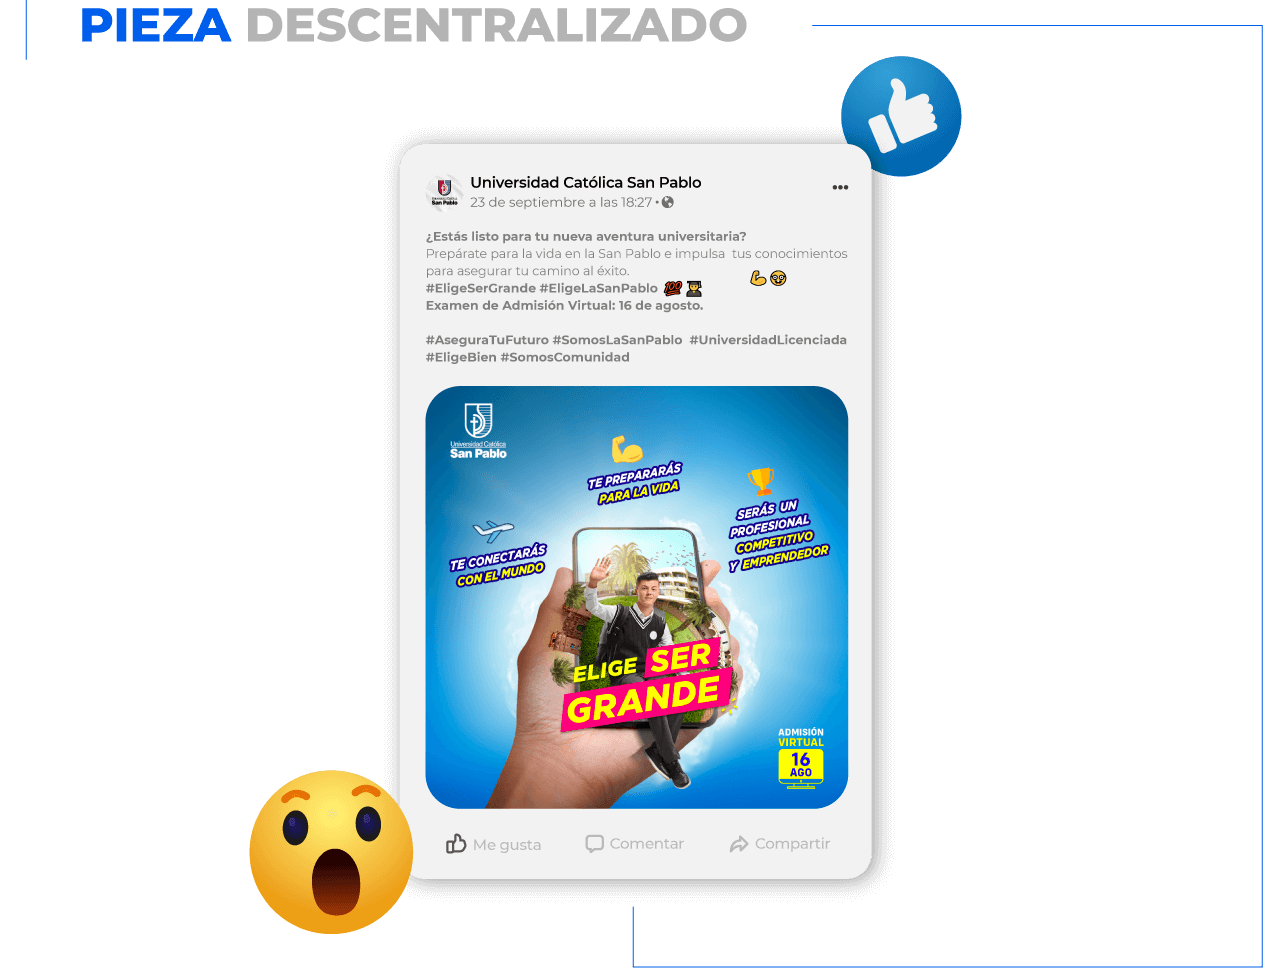 PIEZA DESCENTRALIZADO
Universidad Católica San Pablo
23 de septiembre a las 18:27
¿Estás listo para tu nueva aventura universitaria?
Prepárate para la vida en la San Pablo e impulsa tus conocimientos
para asegurar tu camino al éxito.
#EligeSerGrande #EligeLaSanPablo 💯
Examen de Admisión Virtual: 16 de agosto.
#AseguraTuFuturo #SomosLaSanPablo #UniversidadLicenciada
#EligeBien #SomosComunidad
Universidad Católica
San Pablo
TE PREPARARÁS
PARA LA VIDA
SERÁS UN
PROFESIONAL
COMPETITIVO
Y EMPRENDEDOR
TE CONECTARÁS
CON EL MUNDO
ELIGE SER
GRANDE
ADMISIÓN
VIRTUAL
16
AGO
Me gusta
Comentar
Compartir